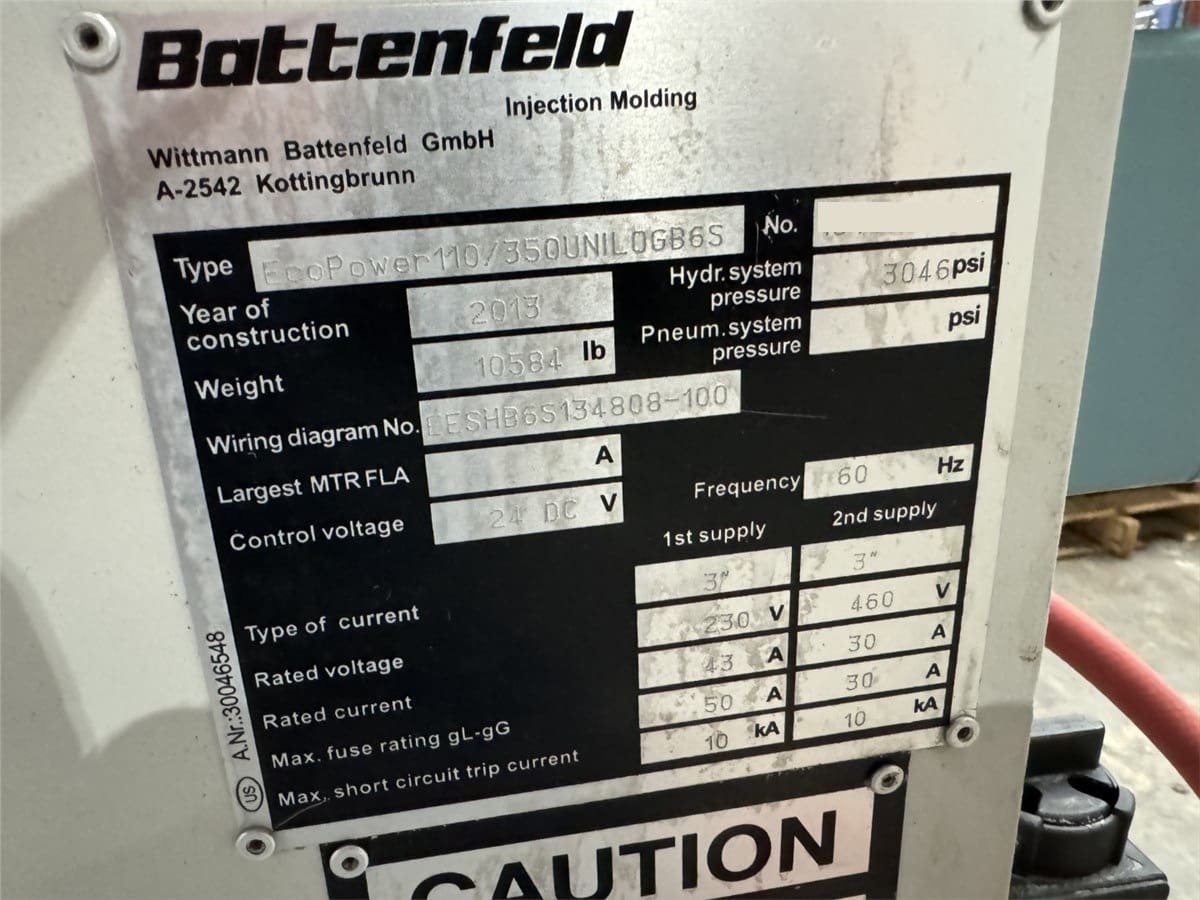 Battenfeld
Injection Molding
Wittmann Battenfeld GmbH
A-2542 Kottingbrunn
Type EcoPower110/350UNILOGB6S No.
Year of construction 2013 Hydr. system pressure 3046 psi
Weight 10584 lb Pneum. system pressure psi
Wiring diagram No. EESHB6S134808-100
Largest MTR FLA A
Control voltage 24 DC V Frequency 60 Hz
1st supply 2nd supply
Type of current 3~ 3~
Rated voltage 230 V 460 V
Rated current 43 A 30 A
Max. fuse rating gL-gG 50 A 30 A
Max. short circuit trip current 10 kA 10 kA
US A.Nr.:30046548
CAUTION